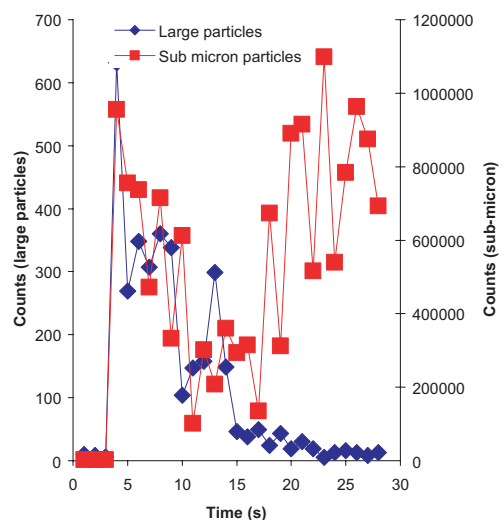 Large particles
Sub micron particles
700
600
500
400
300
200
100
0
Counts (large particles)
1200000
1000000
800000
600000
400000
200000
0
Counts (sub-micron)
0 5 10 15 20 25 30
Time (s)